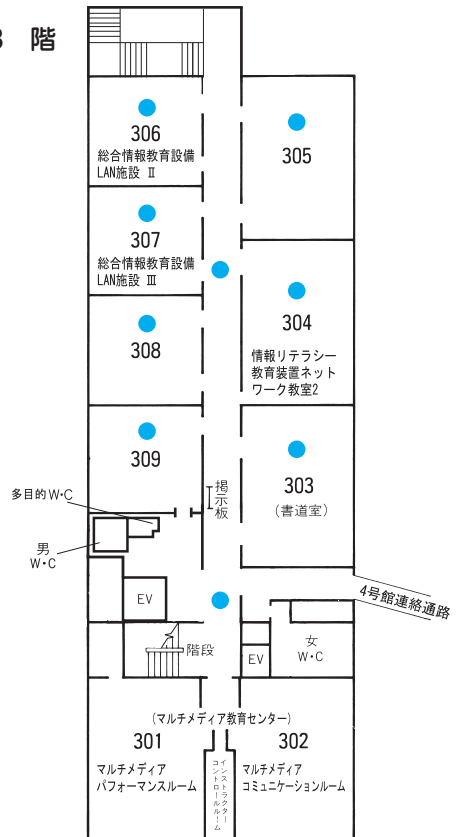 3 階
306
総合情報教育設備
LAN施設 Ⅱ
305
307
総合情報教育設備
LAN施設 Ⅲ
304
情報リテラシー
教育装置ネット
ワーク教室2
308
309
掲示板
303
(書道室)
多目的W・C
男
W・C
EV
4号館連絡通路
階段
女
W・C
EV
(マルチメディア教育センター)
301
マルチメディア
パフォーマンスルーム
インストラクター
コントロールルーム
302
マルチメディア
コミュニケーションルーム